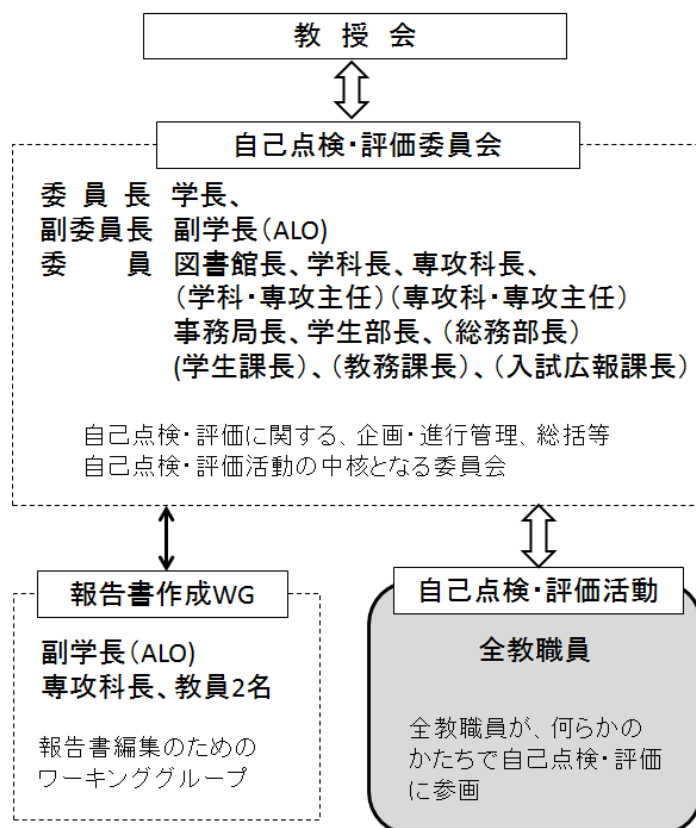 教 授 会
自己点検・評価委員会
委 員 長 学長、
副委員長 副学長(ALO)
委 員 図書館長、学科長、専攻科長、
(学科・専攻主任)(専攻科・専攻主任)
事務局長、学生部長、(総務部長)
(学生課長)、(教務課長)、(入試広報課長)
自己点検・評価に関する、企画・進行管理、総括等
自己点検・評価活動の中核となる委員会
報告書作成WG
副学長(ALO)
専攻科長、教員2名
報告書編集のための
ワーキンググループ
自己点検・評価活動
全教職員
全教職員が、何らかの
かたちで自己点検・評価
に参画